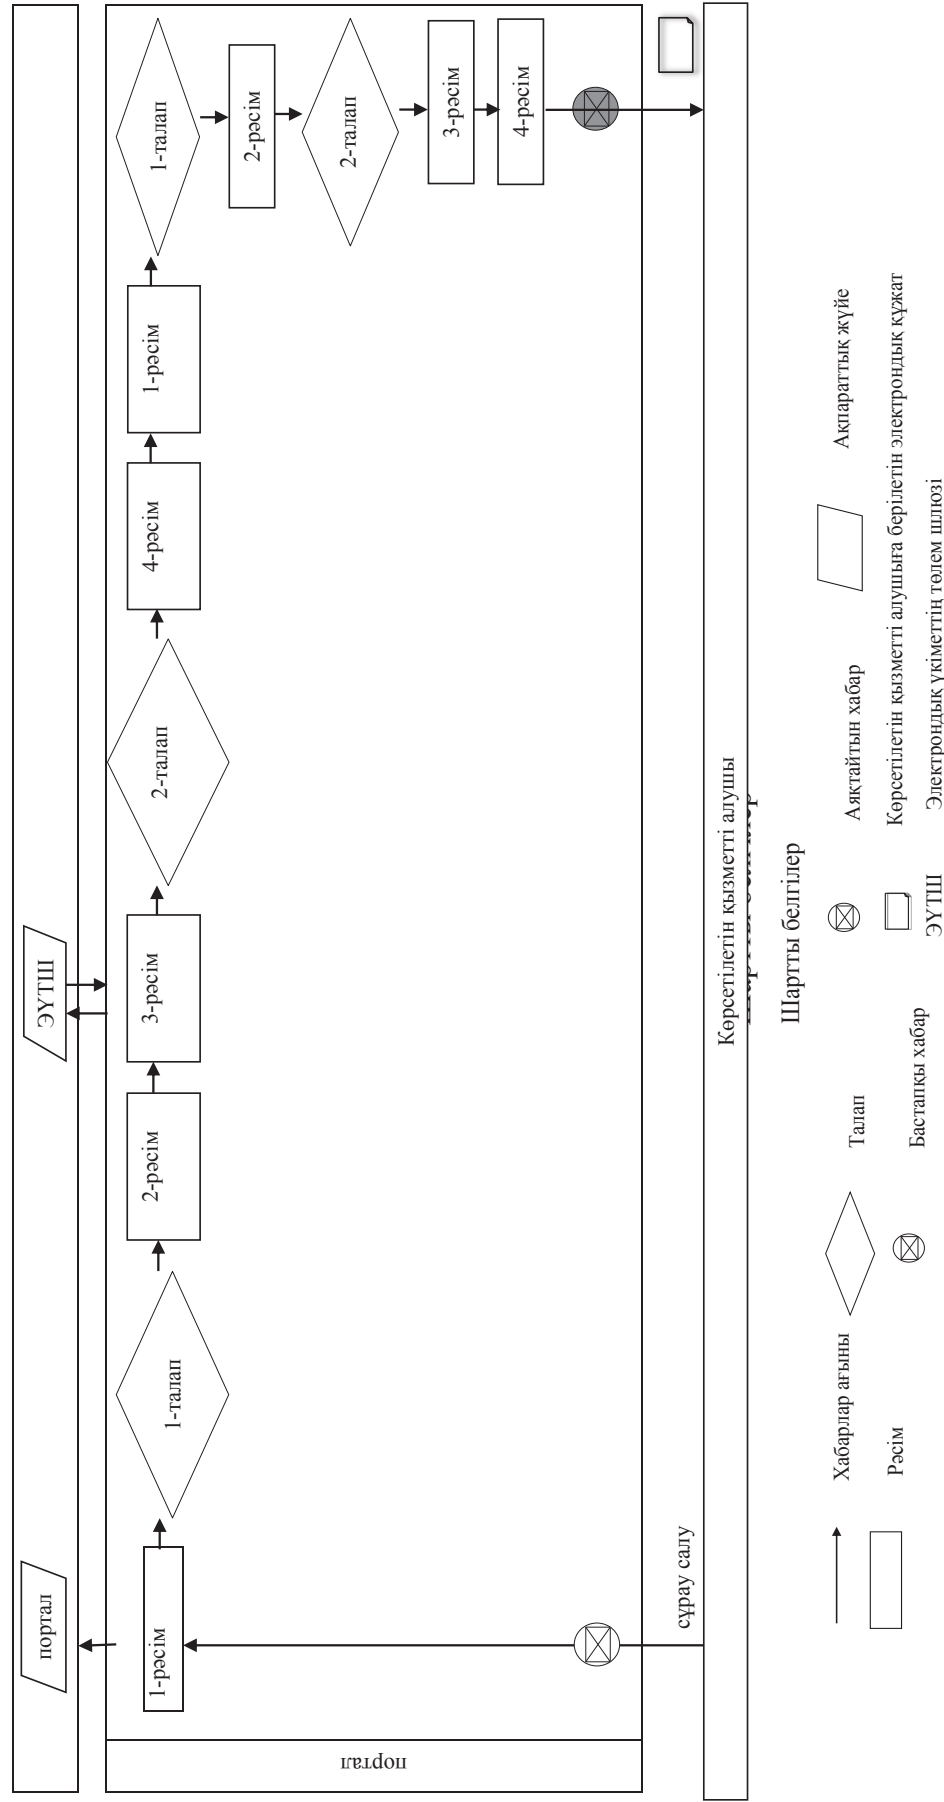 портал
ЭҮТШ
портал
1-рәсім
1-талап
2-рәсім
3-рәсім
2-талап
4-рәсім
1-рәсім
1-талап
2-рәсім
2-талап
3-рәсім
4-рәсім
сұрау салу
Көрсетілетін қызметті алушы
Шартты белгілер
Шартты белгілер
Хабарлар ағыны
Талап
Аяқтайтын хабар
Ақпараттық жүйе
Рәсім
Бастапқы хабар
Көрсетілетін қызметті алушыға берілетін электрондық құжат
ЭҮТШ
Электрондық үкіметтің төлем шлюзі